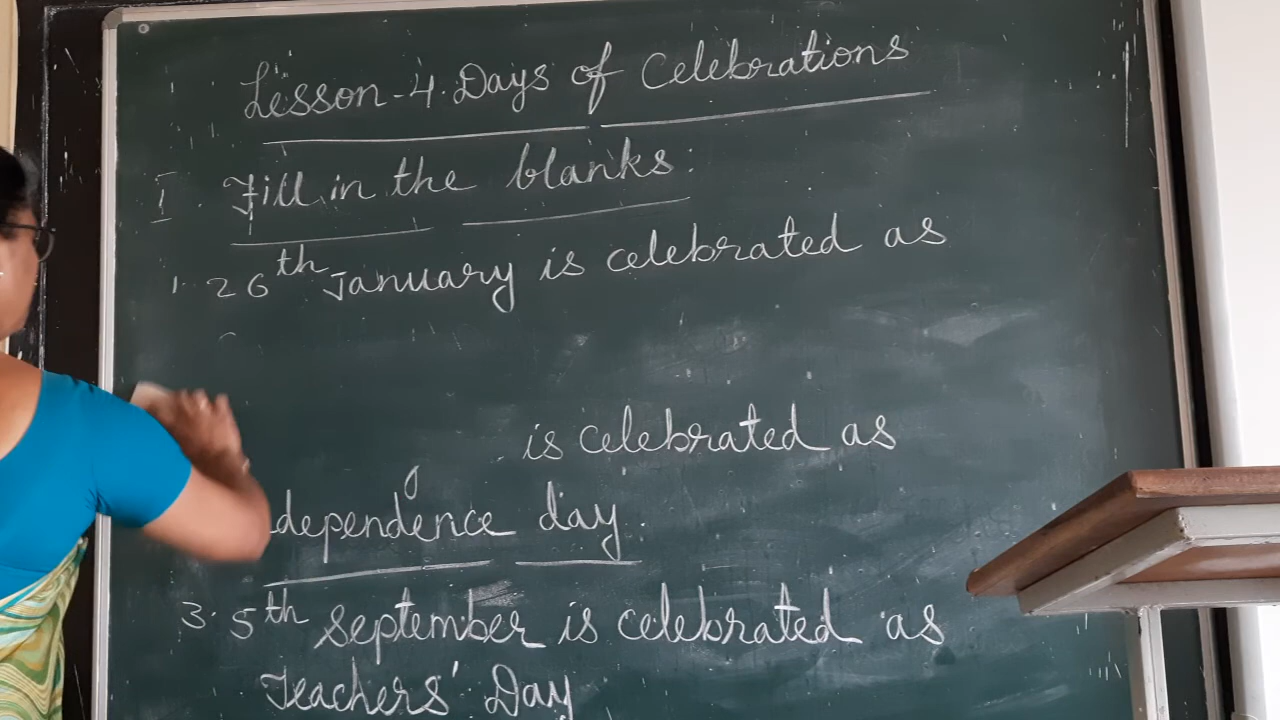 Lesson-4. Days of Celebrations
I. Fill in the blanks:
1. 26th January is celebrated as
is celebrated as
dependence day.
3. 5th September is celebrated as
Teachers' Day